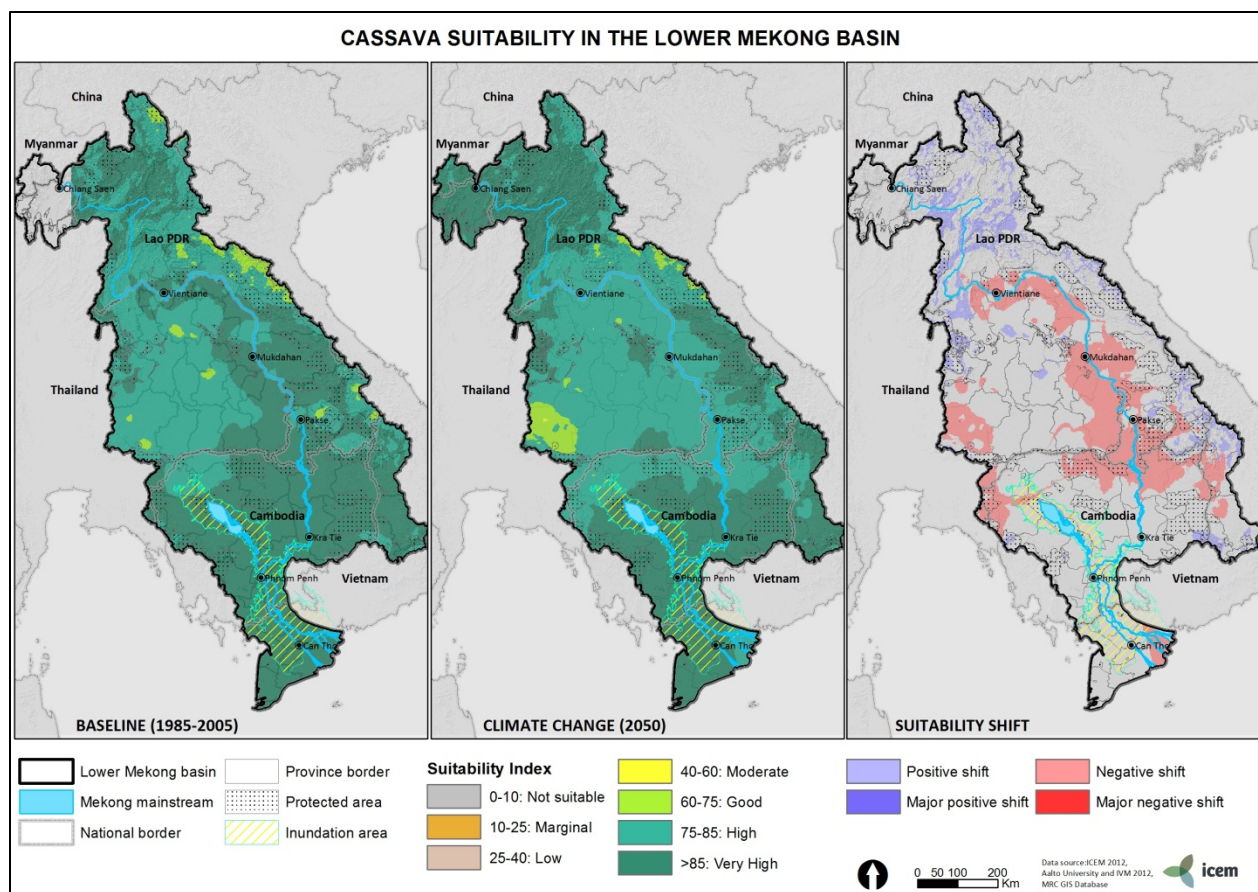 CASSAVA SUITABILITY IN THE LOWER MEKONG BASIN
China
Myanmar
Chiang Saen
Lao PDR
Vientiane
Mukdahan
Thailand
Pakse
Cambodia
Kra Tie
Phnom Penh
Vietnam
Can Tho
BASELINE (1985-2005)
China
Myanmar
Chiang Saen
Lao PDR
Vientiane
Mukdahan
Thailand
Pakse
Cambodia
Kra Tie
Phnom Penh
Vietnam
Can Tho
CLIMATE CHANGE (2050)
China
Myanmar
Chiang Saen
Lao PDR
Vientiane
Mukdahan
Thailand
Pakse
Cambodia
Kra Tie
Phnom Penh
Vietnam
Can Tho
SUITABILITY SHIFT
Lower Mekong basin
Mekong mainstream
National border
Province border
Protected area
Inundation area
Suitability Index
0-10: Not suitable
10-25: Marginal
25-40: Low
40-60: Moderate
60-75: Good
75-85: High
>85: Very High
Positive shift
Major positive shift
Negative shift
Major negative shift
0 50 100 200
Km
Data source:ICEM 2012,
Aalto University and IVM 2012,
MRC GIS Database
icem